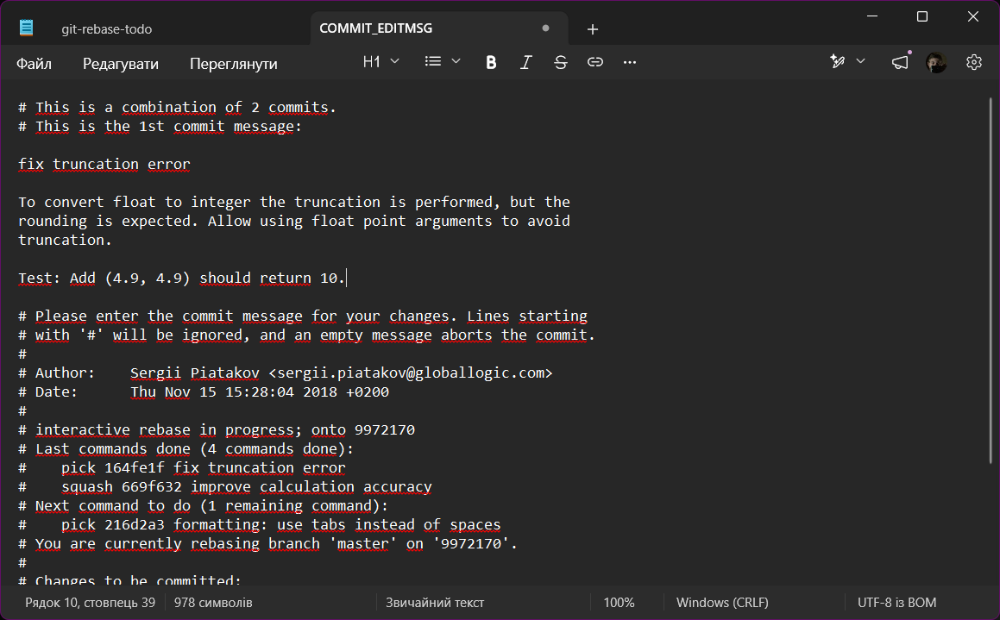 git-rebase-todo
COMMIT_EDITMSG
Файл Редагувати Переглянути H1 B I S
# This is a combination of 2 commits.
# This is the 1st commit message:
fix truncation error
To convert float to integer the truncation is performed, but the
rounding is expected. Allow using float point arguments to avoid
truncation.
Test: Add (4.9, 4.9) should return 10.
# Please enter the commit message for your changes. Lines starting
# with '#' will be ignored, and an empty message aborts the commit.
#
# Author:    Sergii Piatakov <sergii.piatakov@globallogic.com>
# Date:      Thu Nov 15 15:28:04 2018 +0200
#
# interactive rebase in progress; onto 9972170
# Last commands done (4 commands done):
#    pick 164fe1f fix truncation error
#    squash 669f632 improve calculation accuracy
# Next command to do (1 remaining command):
#    pick 216d2a3 formatting: use tabs instead of spaces
# You are currently rebasing branch 'master' on '9972170'.
#
# Changes to be committed:
Рядок 10, стовпець 39 978 символів Звичайний текст 100% Windows (CRLF) UTF-8 із BOM